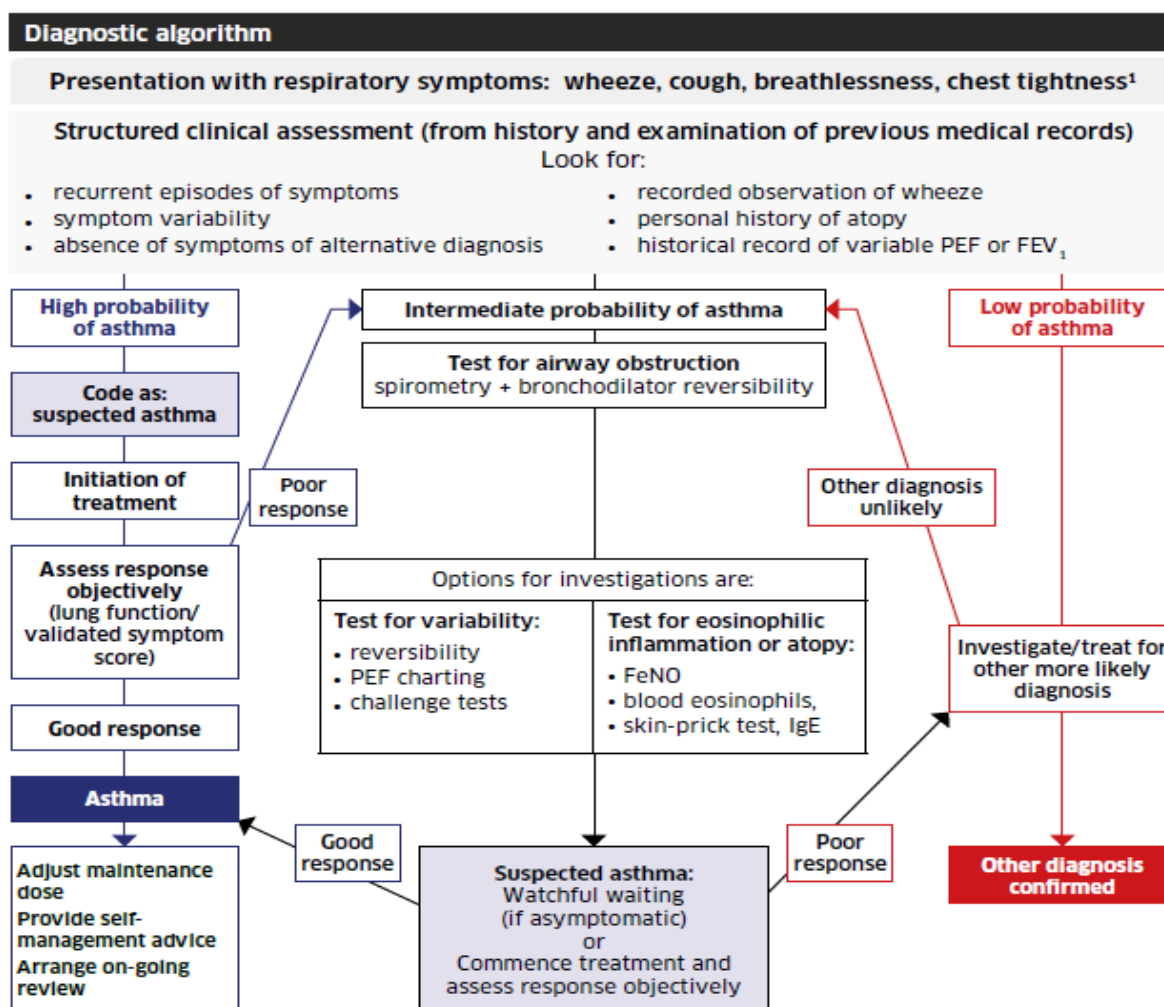 Diagnostic algorithm
Presentation with respiratory symptoms: wheeze, cough, breathlessness, chest tightness¹
Structured clinical assessment (from history and examination of previous medical records)
Look for:
• recurrent episodes of symptoms
• symptom variability
• absence of symptoms of alternative diagnosis
• recorded observation of wheeze
• personal history of atopy
• historical record of variable PEF or FEV₁
High probability
of asthma
Code as:
suspected asthma
Initiation of
treatment
Assess response
objectively
(lung function/
validated symptom
score)
Good response
Asthma
Adjust maintenance
dose
Provide self-
management advice
Arrange on-going
review
Poor
response
Intermediate probability of asthma
Test for airway obstruction
spirometry + bronchodilator reversibility
Options for investigations are:
Test for variability:
• reversibility
• PEF charting
• challenge tests
Test for eosinophilic
inflammation or atopy:
• FeNO
• blood eosinophils,
• skin-prick test, IgE
Good
response
Suspected asthma:
Watchful waiting
(if asymptomatic)
or
Commence treatment and
assess response objectively
Poor
response
Low probability
of asthma
Other diagnosis
unlikely
Investigate/treat for
other more likely
diagnosis
Other diagnosis
confirmed